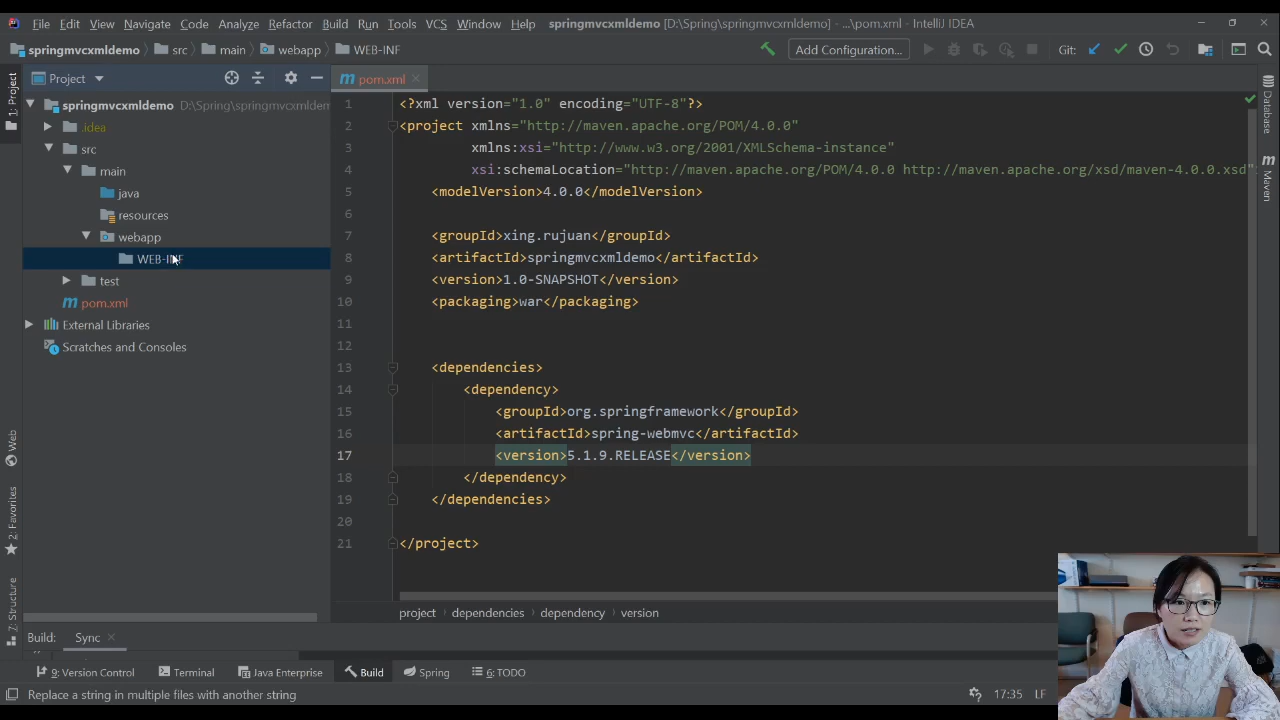 File Edit View Navigate Code Analyze Refactor Build Run Tools VCS Window Help springmvcxmldemo [D:\Spring\springmvcxmldemo] - ...\pom.xml - IntelliJ IDEA
springmvcxmldemo src main webapp WEB-INF Add Configuration... Git:
1: Project
Project
pom.xml
springmvcxmldemo D:\Spring\springmvcxmldem
.idea
src
main
java
resources
webapp
WEB-INF
test
pom.xml
External Libraries
Scratches and Consoles
1 <?xml version="1.0" encoding="UTF-8"?>
2 <project xmlns="http://maven.apache.org/POM/4.0.0"
3 xmlns:xsi="http://www.w3.org/2001/XMLSchema-instance"
4 xsi:schemaLocation="http://maven.apache.org/POM/4.0.0 http://maven.apache.org/xsd/maven-4.0.0.xsd"
5 <modelVersion>4.0.0</modelVersion>
6
7 <groupId>xing.rujuan</groupId>
8 <artifactId>springmvcxmldemo</artifactId>
9 <version>1.0-SNAPSHOT</version>
10 <packaging>war</packaging>
11
12
13 <dependencies>
14 <dependency>
15 <groupId>org.springframework</groupId>
16 <artifactId>spring-webmvc</artifactId>
17 <version>5.1.9.RELEASE</version>
18 </dependency>
19 </dependencies>
20
21 </project>
Database
Maven
Web
2: Favorites
7: Structure
project › dependencies › dependency › version
Build: Sync
9: Version Control Terminal Java Enterprise Build Spring 6: TODO
Replace a string in multiple files with another string 17:35 LF